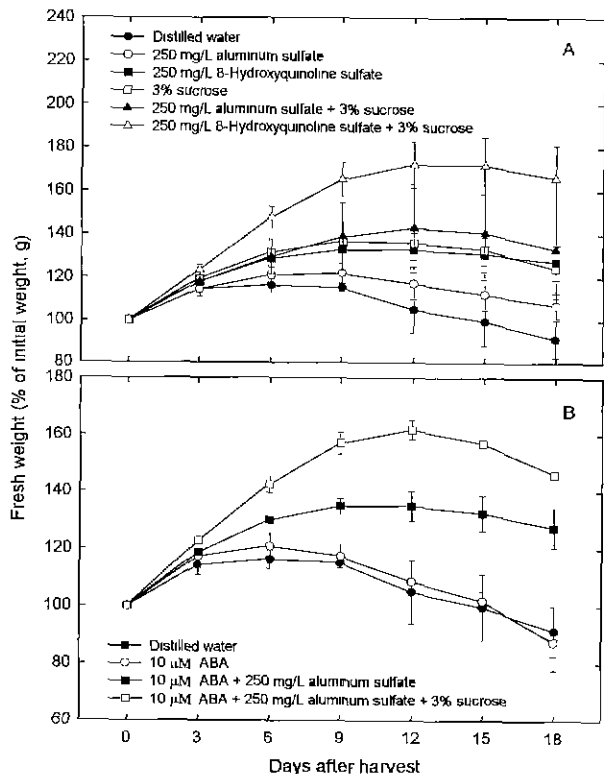 Fresh weight (% of initial weight, g)
240
220
200
180
160
140
120
100
80
A
Distilled water
250 mg/L aluminum sulfate
250 mg/L 8-Hydroxyquinoline sulfate
3% sucrose
250 mg/L aluminum sulfate + 3% sucrose
250 mg/L 8-Hydroxyquinoline sulfate + 3% sucrose
180
160
140
120
100
80
60
B
Distilled water
10 μM ABA
10 μM ABA + 250 mg/L aluminum sulfate
10 μM ABA + 250 mg/L aluminum sulfate + 3% sucrose
0 3 6 9 12 15 18
Days after harvest